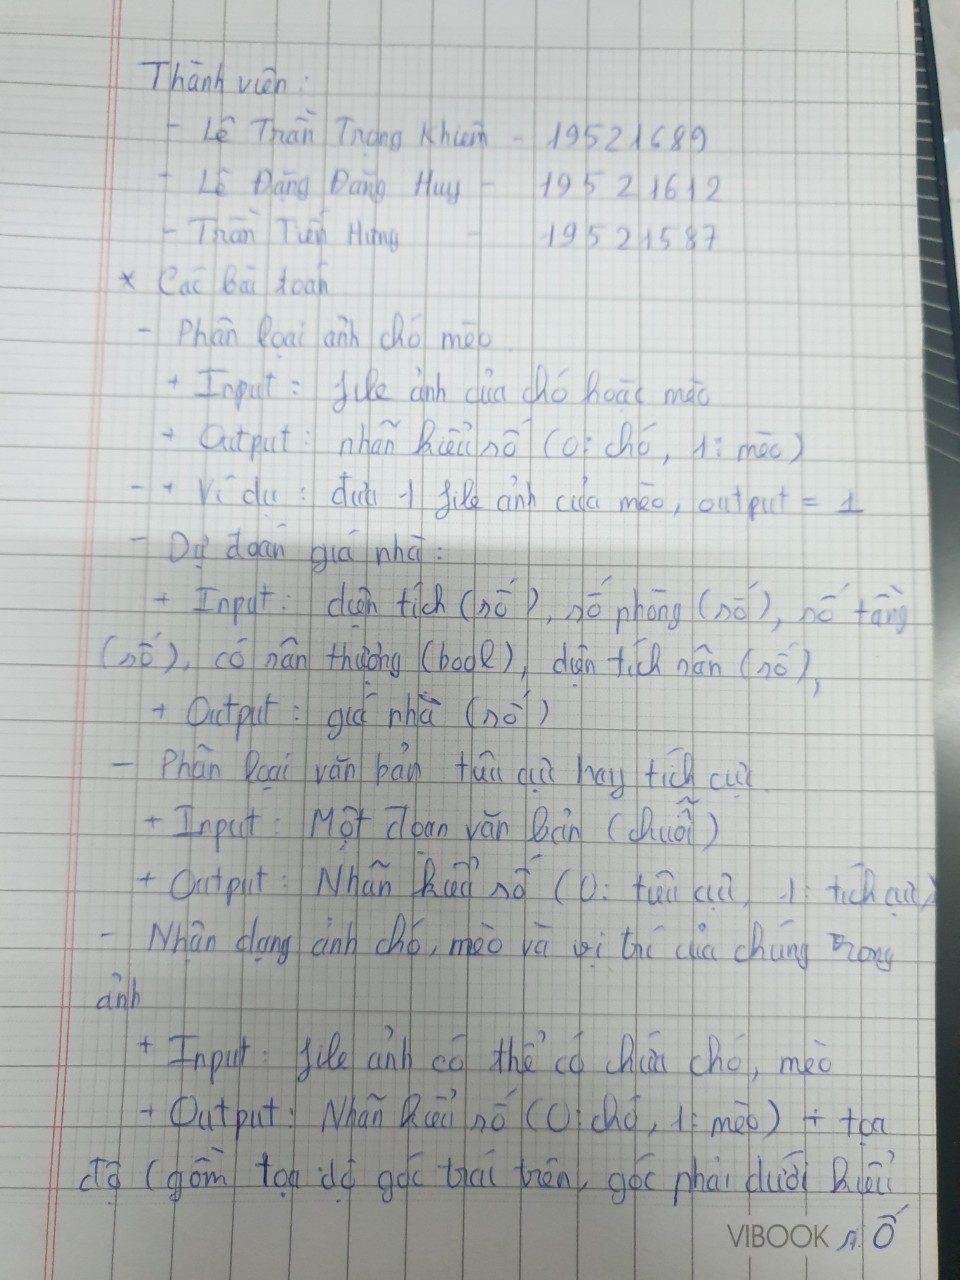 Thành viên:
- Lê Trần Trọng Khiêm - 19521689
- Lê Đặng Đăng Huy - 19521612
- Trần Tiến Hưng - 19521587
* Các bài toán
- Phân loại ảnh chó mèo
+ Input: file ảnh của chó hoặc mèo
+ Output: nhãn kiểu số (0: chó, 1: mèo)
- + Ví dụ: đưa 1 file ảnh của mèo, output = 1
- Dự đoán giá nhà:
+ Input: diện tích (số), số phòng (số), số tầng
(số), có sân thượng (bool), diện tích sân (số),
+ Output: giá nhà (số)
- Phân loại văn bản tiêu cực hay tích cực
+ Input: Một đoạn văn bản (chuỗi)
+ Output: Nhãn kiểu số (0: tiêu cực, 1: tích cực)
- Nhận dạng ảnh chó, mèo và vị trí của chúng trong
ảnh
+ Input: file ảnh có thể có chứa chó, mèo
+ Output: Nhãn kiểu số (0: chó, 1: mèo) + tọa
độ (gồm tọa độ góc trái trên, góc phải dưới kiểu
số
VIBOOK